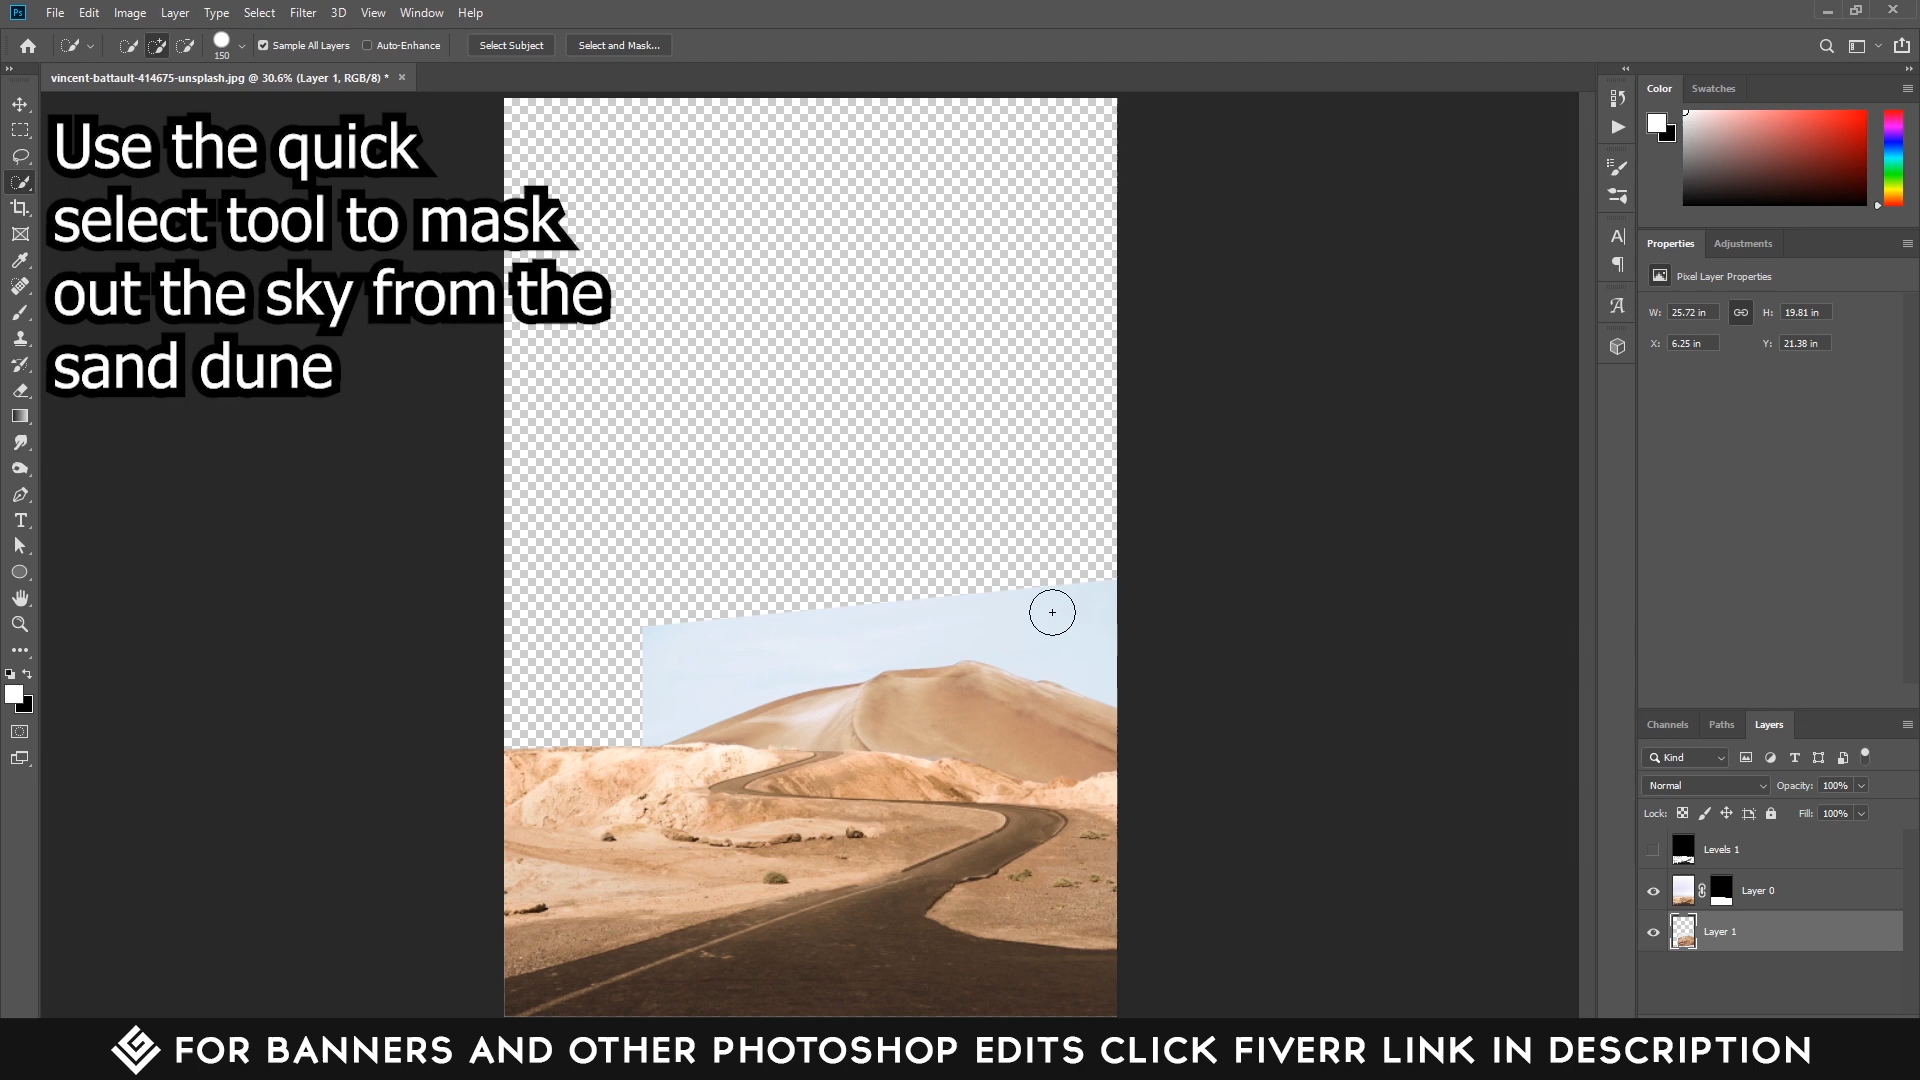 Ps File Edit Image Layer Type Select Filter 3D View Window Help
150 Sample All Layers Auto-Enhance Select Subject Select and Mask...
vincent-battault-414675-unsplash.jpg @ 30.6% (Layer 1, RGB/8) * ×
Use the quick
select tool to mask
out the sky from the
sand dune
Color Swatches
Properties Adjustments
Pixel Layer Properties
W: 25.72 in H: 19.81 in
X: 6.25 in Y: 21.38 in
Channels Paths Layers
Kind
Normal Opacity: 100%
Lock: Fill: 100%
Levels 1
Layer 0
Layer 1
FOR BANNERS AND OTHER PHOTOSHOP EDITS CLICK FIVERR LINK IN DESCRIPTION